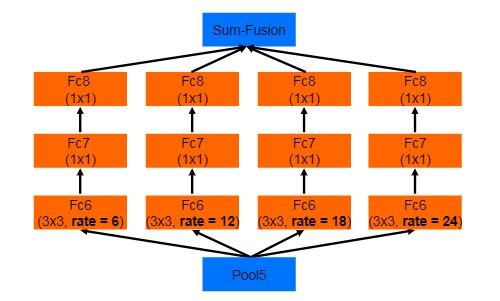 Sum-Fusion
Fc8
(1x1)
Fc8
(1x1)
Fc8
(1x1)
Fc8
(1x1)
Fc7
(1x1)
Fc7
(1x1)
Fc7
(1x1)
Fc7
(1x1)
Fc6
(3x3, rate = 6)
Fc6
(3x3, rate = 12)
Fc6
(3x3, rate = 18)
Fc6
(3x3, rate = 24)
Pool5